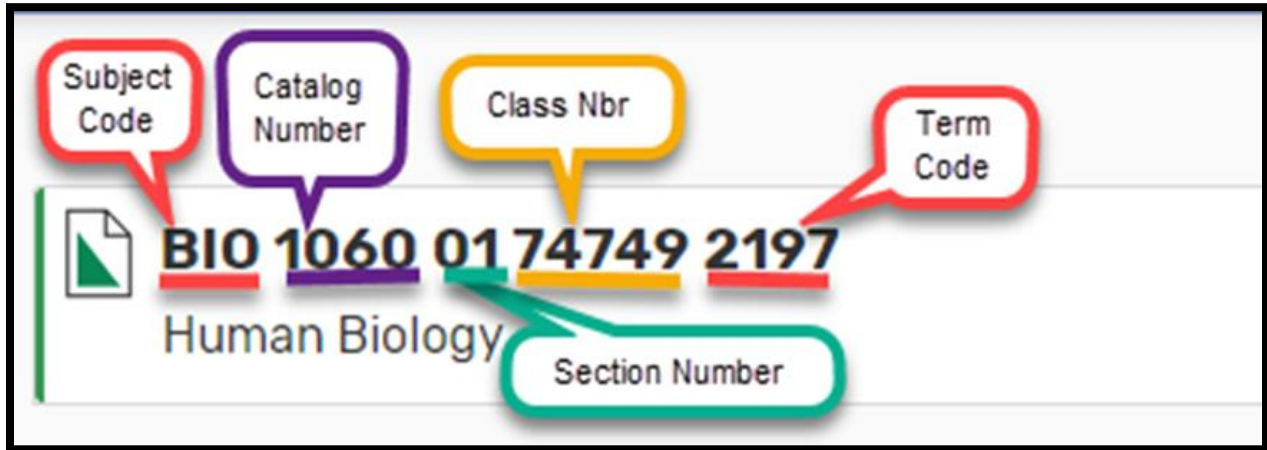 Subject
Code
Catalog
Number
Class Nbr
Term
Code
BIO 1060 01 74749 2197
Human Biology
Section Number